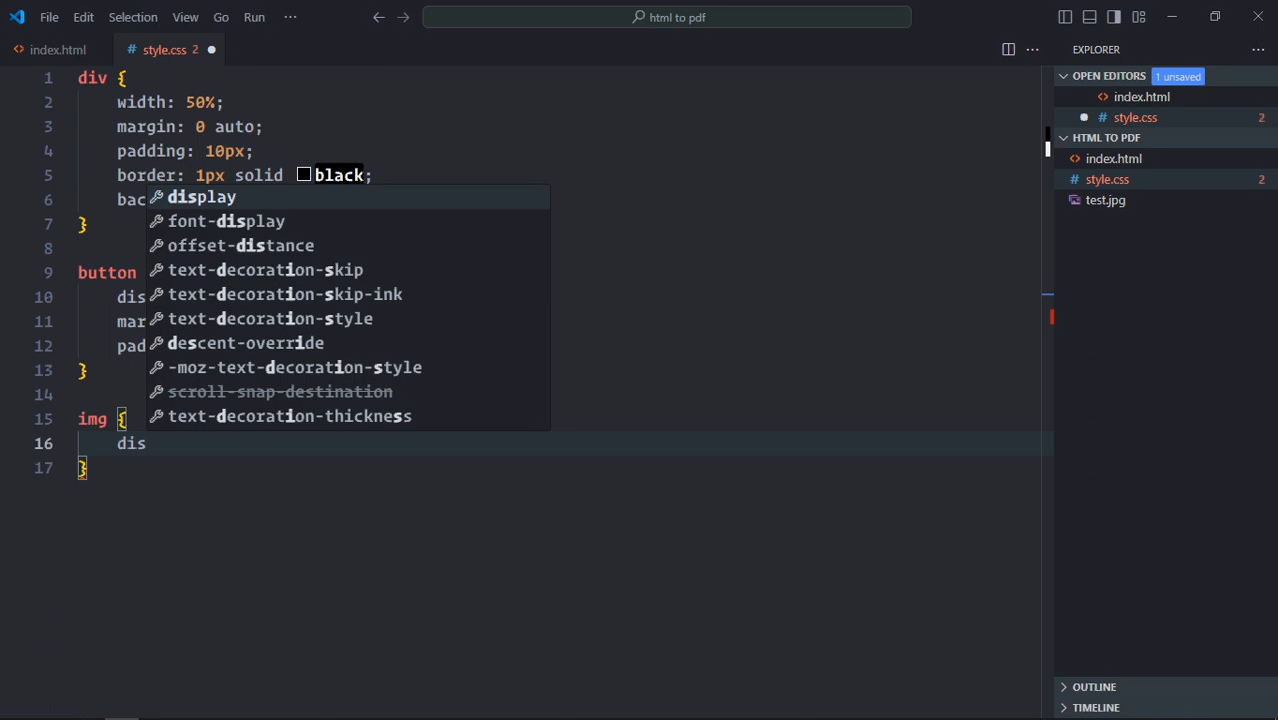 File Edit Selection View Go Run ··· html to pdf
index.html # style.css 2
EXPLORER
OPEN EDITORS 1 unsaved
index.html
# style.css 2
HTML TO PDF
index.html
# style.css 2
test.jpg
OUTLINE
TIMELINE
1 div {
2 width: 50%;
3 margin: 0 auto;
4 padding: 10px;
5 border: 1px solid black;
6 bac
7 }
8
9 button
10 dis
11 mar
12 pad
13 }
14
15 img {
16 dis
17 }
display
font-display
offset-distance
text-decoration-skip
text-decoration-skip-ink
text-decoration-style
descent-override
-moz-text-decoration-style
scroll-snap-destination
text-decoration-thickness